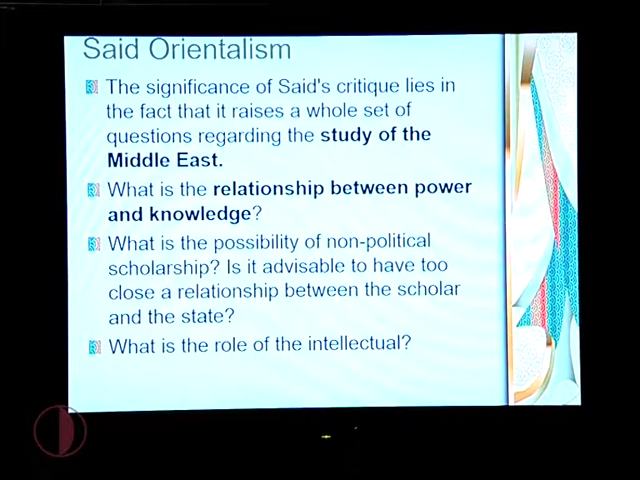 Said Orientalism
The significance of Said's critique lies in
the fact that it raises a whole set of
questions regarding the study of the
Middle East.
What is the relationship between power
and knowledge?
What is the possibility of non-political
scholarship? Is it advisable to have too
close a relationship between the scholar
and the state?
What is the role of the intellectual?